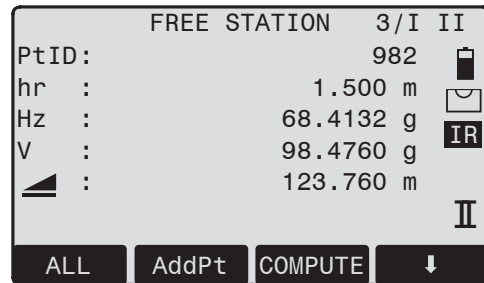 FREE STATION 3/I II
PtID: 982
hr : 1.500 m
Hz : 68.4132 g
IR
V : 98.4760 g
: 123.760 m
II
ALL AddPt COMPUTE ⬇